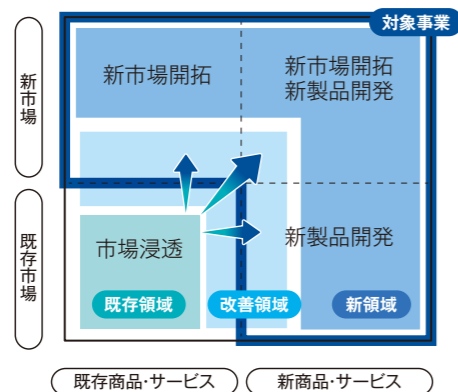 対象事業
新市場
新市場開拓
新市場開拓
新製品開発
既存市場
市場浸透
新製品開発
既存領域
改善領域
新領域
既存商品・サービス
新商品・サービス